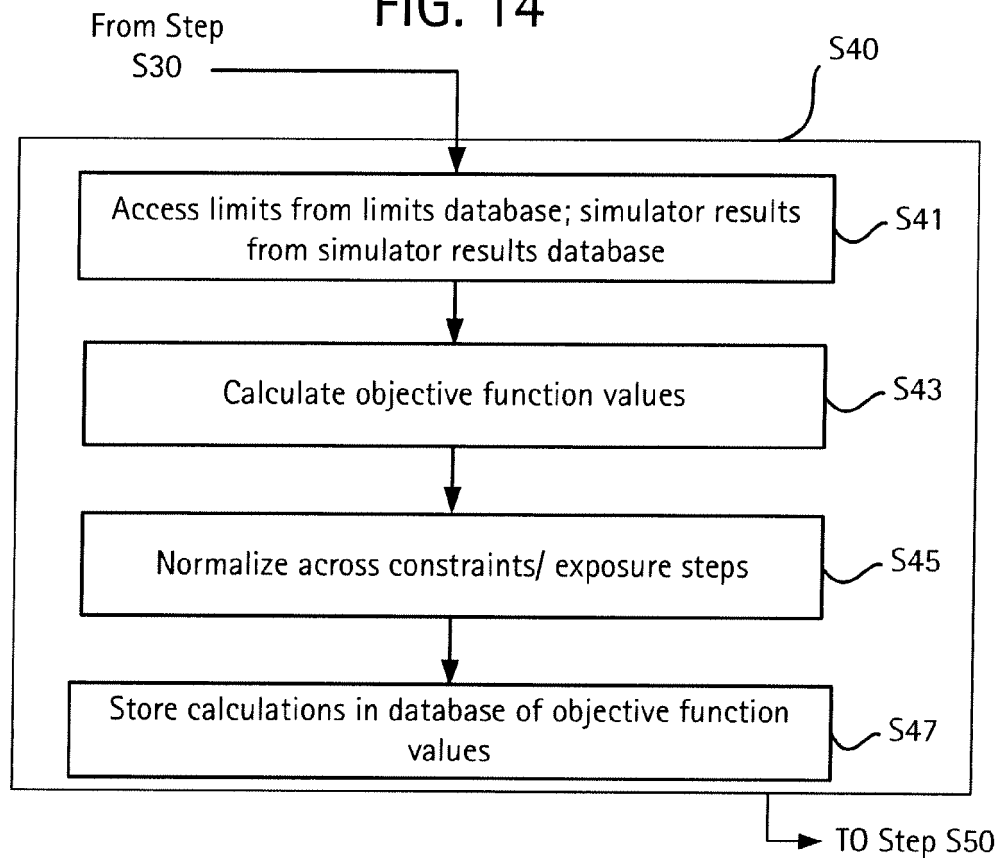 FIG. 14
From Step
S30
S40
Access limits from limits database; simulator results
from simulator results database
S41
Calculate objective function values
S43
Normalize across constraints/ exposure steps
S45
Store calculations in database of objective function
values
S47
TO Step S50